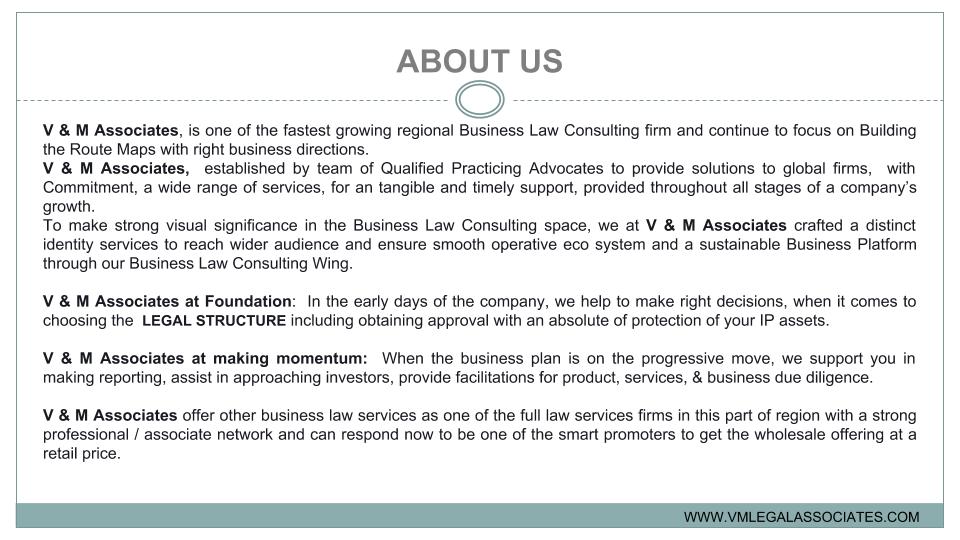 ABOUT US
V & M Associates, is one of the fastest growing regional Business Law Consulting firm and continue to focus on Building
the Route Maps with right business directions.
V & M Associates, established by team of Qualified Practicing Advocates to provide solutions to global firms, with
Commitment, a wide range of services, for an tangible and timely support, provided throughout all stages of a company's
growth.
To make strong visual significance in the Business Law Consulting space, we at V & M Associates crafted a distinct
identity services to reach wider audience and ensure smooth operative eco system and a sustainable Business Platform
through our Business Law Consulting Wing.
V & M Associates at Foundation: In the early days of the company, we help to make right decisions, when it comes to
choosing the LEGAL STRUCTURE including obtaining approval with an absolute of protection of your IP assets.
V & M Associates at making momentum: When the business plan is on the progressive move, we support you in
making reporting, assist in approaching investors, provide facilitations for product, services, & business due diligence.
V & M Associates offer other business law services as one of the full law services firms in this part of region with a strong
professional / associate network and can respond now to be one of the smart promoters to get the wholesale offering at a
retail price.
WWW.VMLEGALASSOCIATES.COM